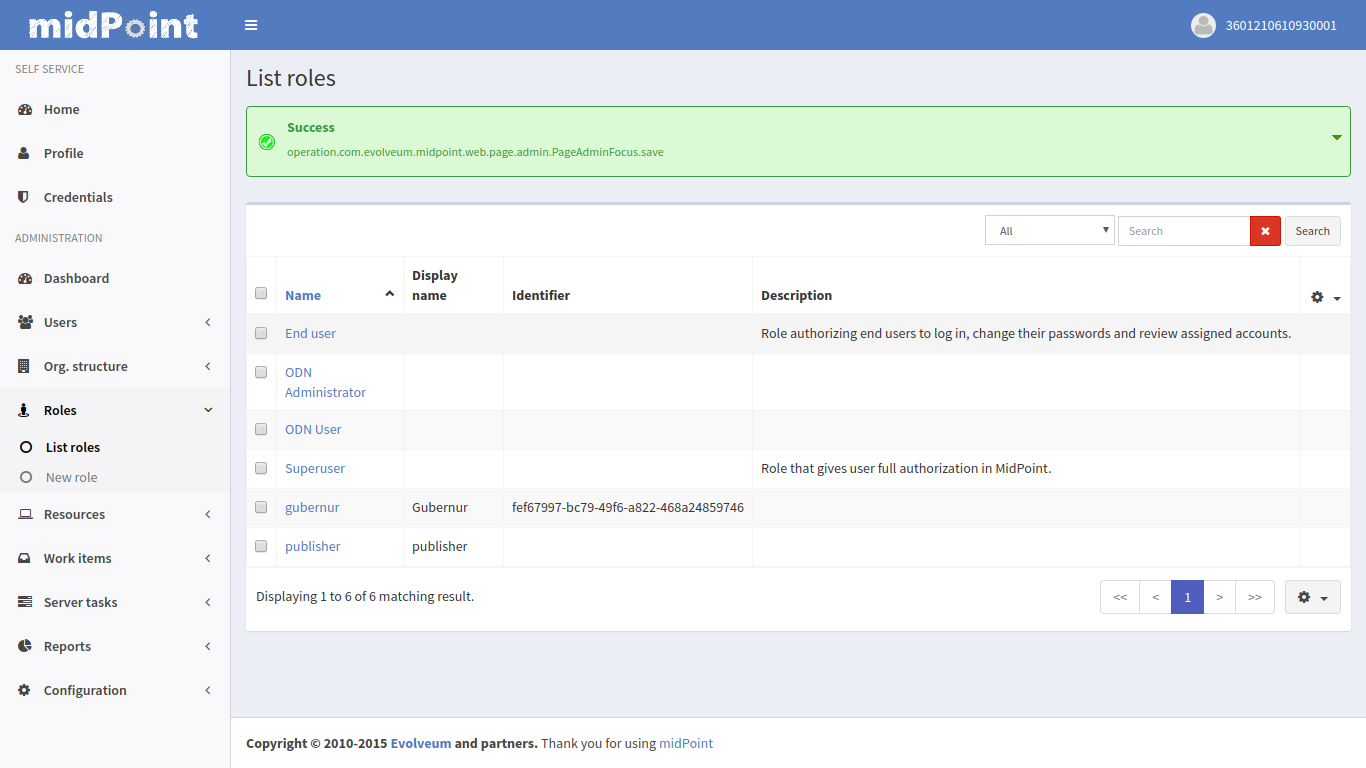 midPoint
3601210610930001
SELF SERVICE
Home
Profile
Credentials
ADMINISTRATION
Dashboard
Users
Org. structure
Roles
List roles
New role
Resources
Work items
Server tasks
Reports
Configuration
List roles
Success
operation.com.evolveum.midpoint.web.page.admin.PageAdminFocus.save
All Search Search
Name Display name Identifier Description
End user Role authorizing end users to log in, change their passwords and review assigned accounts.
ODN Administrator
ODN User
Superuser Role that gives user full authorization in MidPoint.
gubernur Gubernur fef67997-bc79-49f6-a822-468a24859746
publisher publisher
Displaying 1 to 6 of 6 matching result.
<< < 1 > >>
Copyright © 2010-2015 Evolveum and partners. Thank you for using midPoint